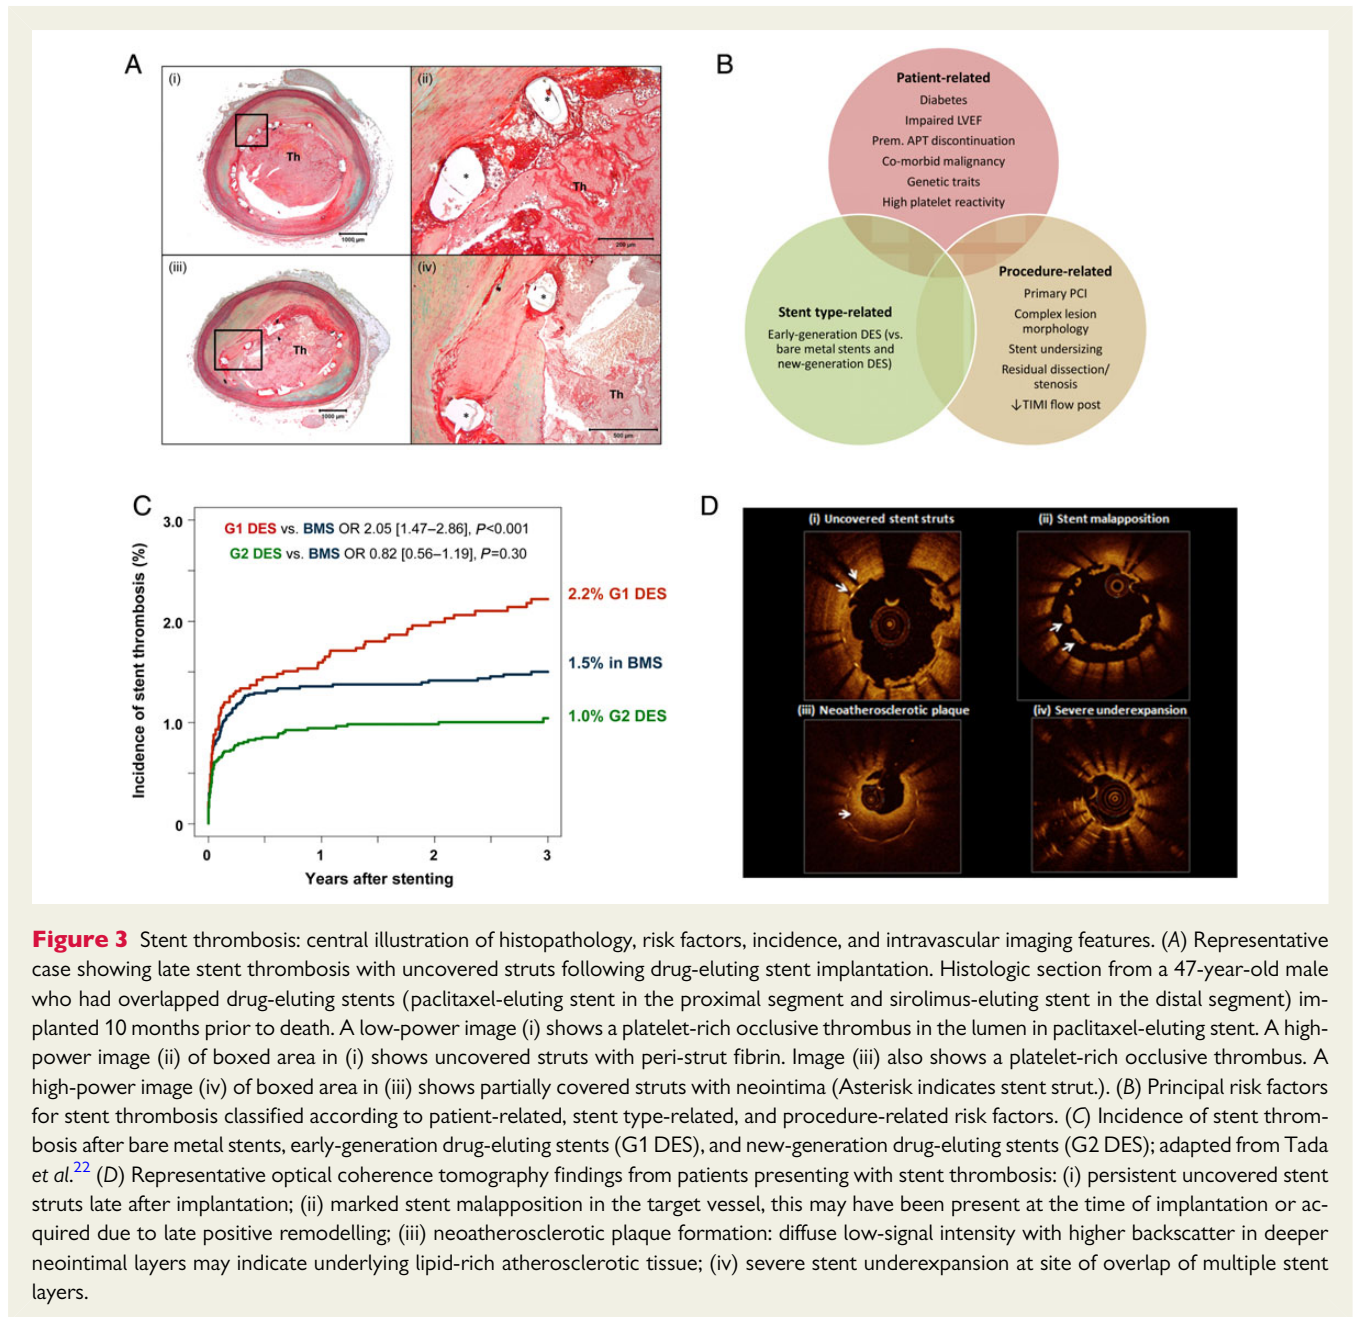 A
(i)
Th
1000 µm
(ii)
*
*
Th
200 µm
(iii)
Th
1000 µm
(iv)
*
*
Th
500 µm
B
Patient-related
Diabetes
Impaired LVEF
Prem. APT discontinuation
Co-morbid malignancy
Genetic traits
High platelet reactivity
Stent type-related
Early-generation DES (vs.
bare metal stents and
new-generation DES)
Procedure-related
Primary PCI
Complex lesion
morphology
Stent undersizing
Residual dissection/
stenosis
↓TIMI flow post
C
Incidence of stent thrombosis (%)
3.0
2.0
1.0
0
G1 DES vs. BMS OR 2.05 [1.47–2.86], P<0.001
G2 DES vs. BMS OR 0.82 [0.56–1.19], P=0.30
2.2% G1 DES
1.5% in BMS
1.0% G2 DES
0 1 2 3
Years after stenting
D
(i) Uncovered stent struts
(ii) Stent malapposition
(iii) Neoatherosclerotic plaque
(iv) Severe underexpansion
Figure 3 Stent thrombosis: central illustration of histopathology, risk factors, incidence, and intravascular imaging features. (A) Representative
case showing late stent thrombosis with uncovered struts following drug-eluting stent implantation. Histologic section from a 47-year-old male
who had overlapped drug-eluting stents (paclitaxel-eluting stent in the proximal segment and sirolimus-eluting stent in the distal segment) im-
planted 10 months prior to death. A low-power image (i) shows a platelet-rich occlusive thrombus in the lumen in paclitaxel-eluting stent. A high-
power image (ii) of boxed area in (i) shows uncovered struts with peri-strut fibrin. Image (iii) also shows a platelet-rich occlusive thrombus. A
high-power image (iv) of boxed area in (iii) shows partially covered struts with neointima (Asterisk indicates stent strut.). (B) Principal risk factors
for stent thrombosis classified according to patient-related, stent type-related, and procedure-related risk factors. (C) Incidence of stent throm-
bosis after bare metal stents, early-generation drug-eluting stents (G1 DES), and new-generation drug-eluting stents (G2 DES); adapted from Tada
et al.22 (D) Representative optical coherence tomography findings from patients presenting with stent thrombosis: (i) persistent uncovered stent
struts late after implantation; (ii) marked stent malapposition in the target vessel, this may have been present at the time of implantation or ac-
quired due to late positive remodelling; (iii) neoatherosclerotic plaque formation: diffuse low-signal intensity with higher backscatter in deeper
neointimal layers may indicate underlying lipid-rich atherosclerotic tissue; (iv) severe stent underexpansion at site of overlap of multiple stent
layers.